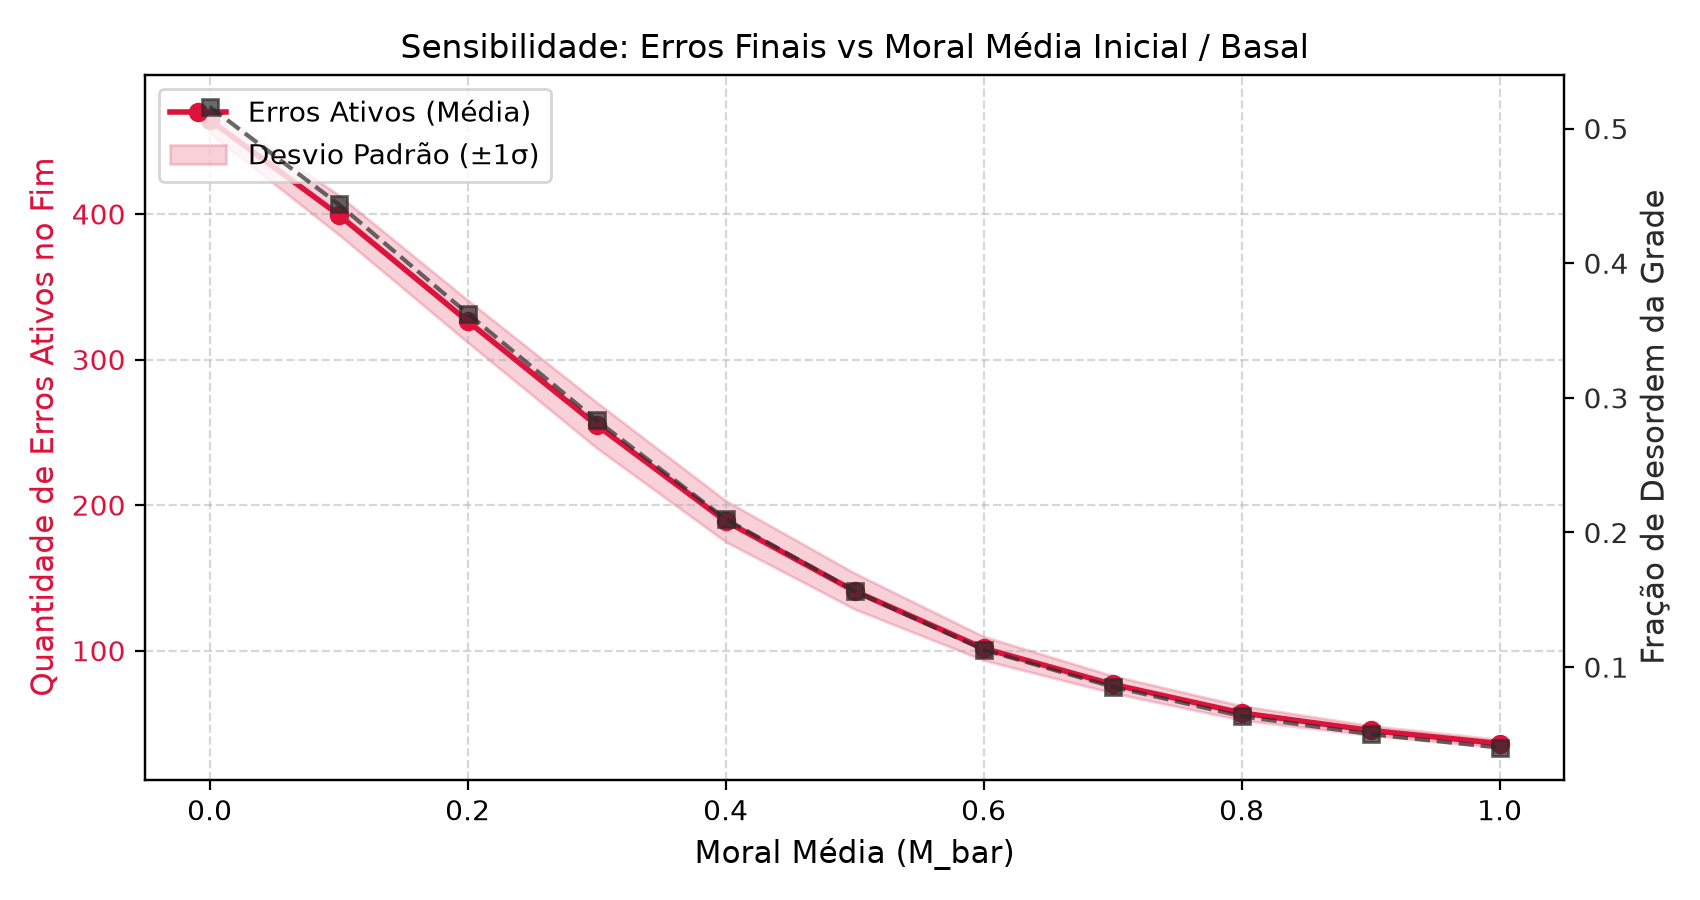 Sensibilidade: Erros Finais vs Moral Média Inicial / Basal
Erros Ativos (Média)
Desvio Padrão (±1σ)
Quantidade de Erros Ativos no Fim
400
300
200
100
0.5
0.4
0.3
0.2
0.1
Fração de Desordem da Grade
0.0 0.2 0.4 0.6 0.8 1.0
Moral Média (M_bar)